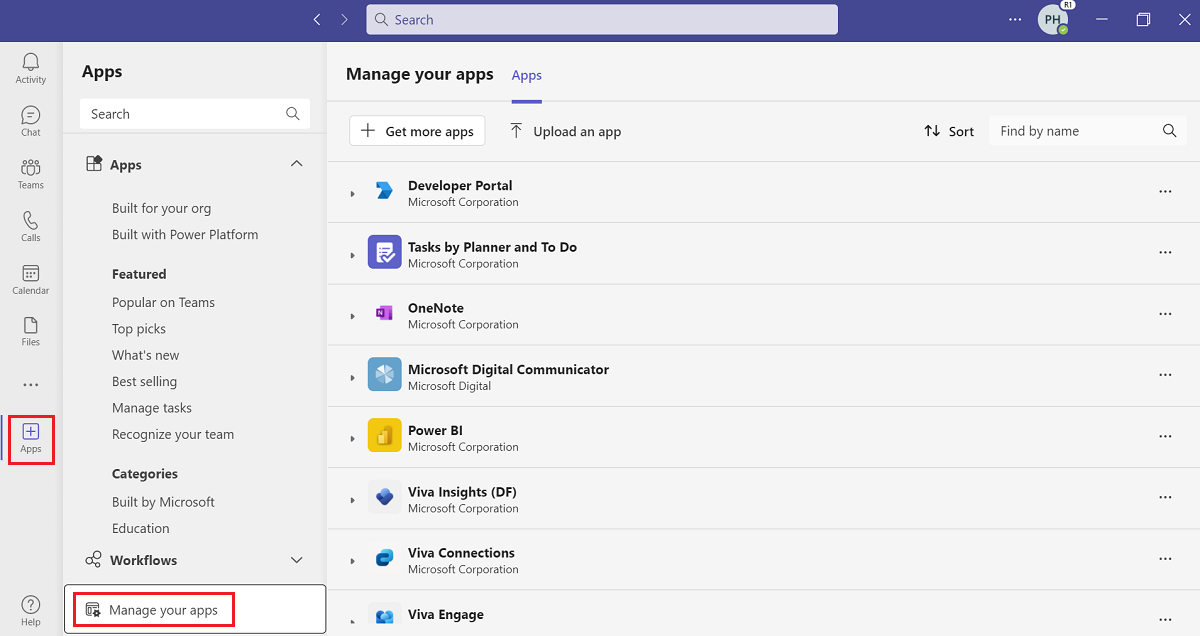 Search
PH
R1
Activity
Chat
Teams
Calls
Calendar
Files
Apps
Help
Apps
Search
Apps
Built for your org
Built with Power Platform
Featured
Popular on Teams
Top picks
What's new
Best selling
Manage tasks
Recognize your team
Categories
Built by Microsoft
Education
Workflows
Manage your apps
Manage your apps
Apps
Get more apps
Upload an app
Sort
Find by name
Developer Portal
Microsoft Corporation
Tasks by Planner and To Do
Microsoft Corporation
OneNote
Microsoft Corporation
Microsoft Digital Communicator
Microsoft Digital
Power BI
Microsoft Corporation
Viva Insights (DF)
Microsoft Corporation
Viva Connections
Microsoft Corporation
Viva Engage